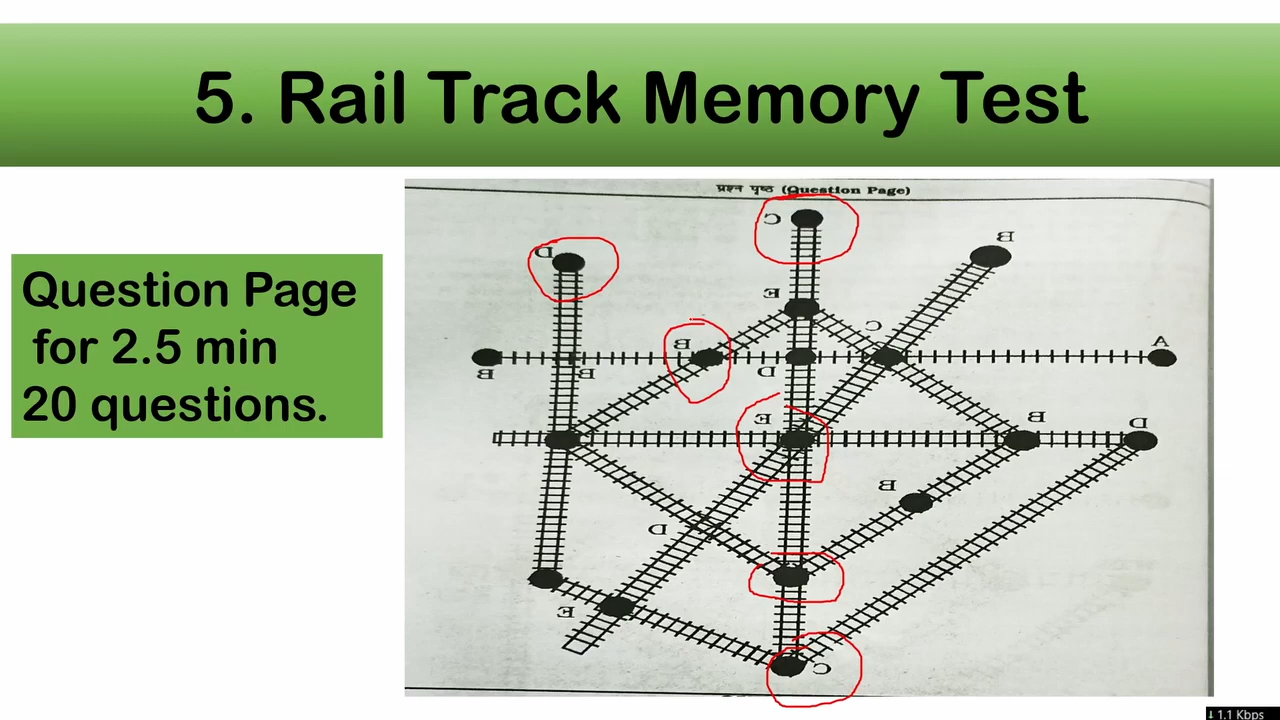 5. Rail Track Memory Test
प्रश्न पृष्ठ (Question Page)
Question Page
for 2.5 min
20 questions.
C
B
D
E
C
B
A
B
B
D
E
B
D
B
D
E
C
1.1 Kbps